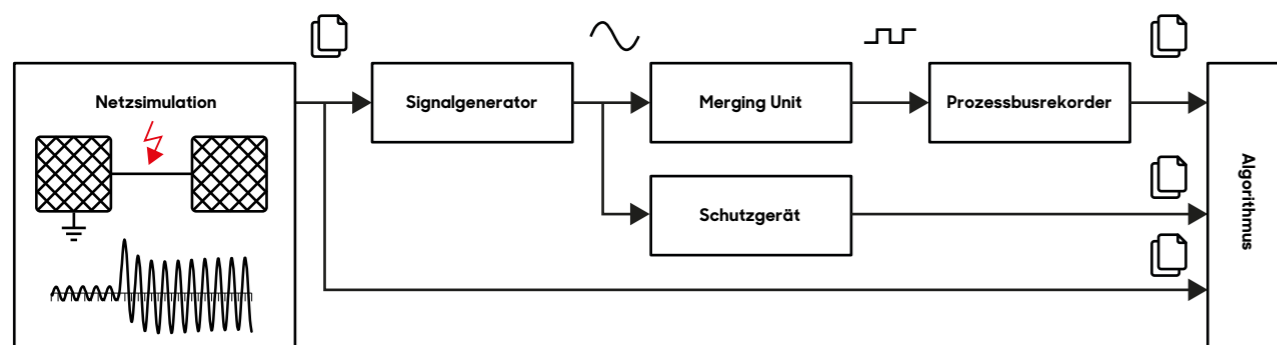 Netzsimulation
Signalgenerator
Merging Unit
Prozessbusrekorder
Schutzgerät
Algorithmus